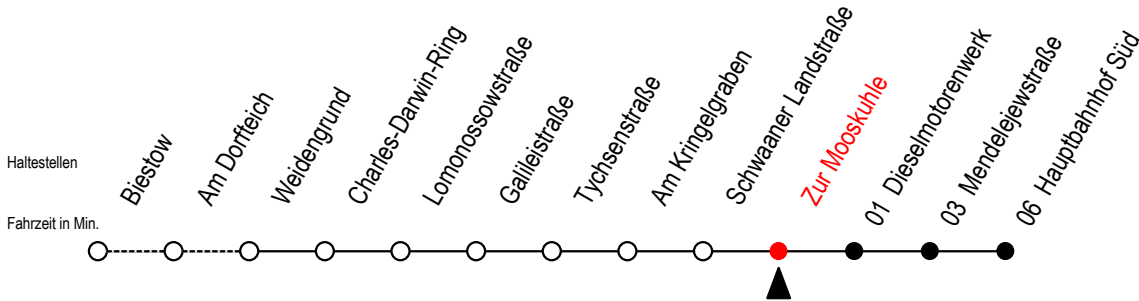 Haltestellen
Fahrzeit in Min.
Biestow
Am Dorfteich
Weidengrund
Charles-Darwin-Ring
Lomonossowstraße
Galileistraße
Tychsenstraße
Am Kringelgraben
Schwaaner Landstraße
Zur Mooskuhle
01 Dieselmotorenwerk
03 Mendelejewstraße
06 Hauptbahnhof Süd